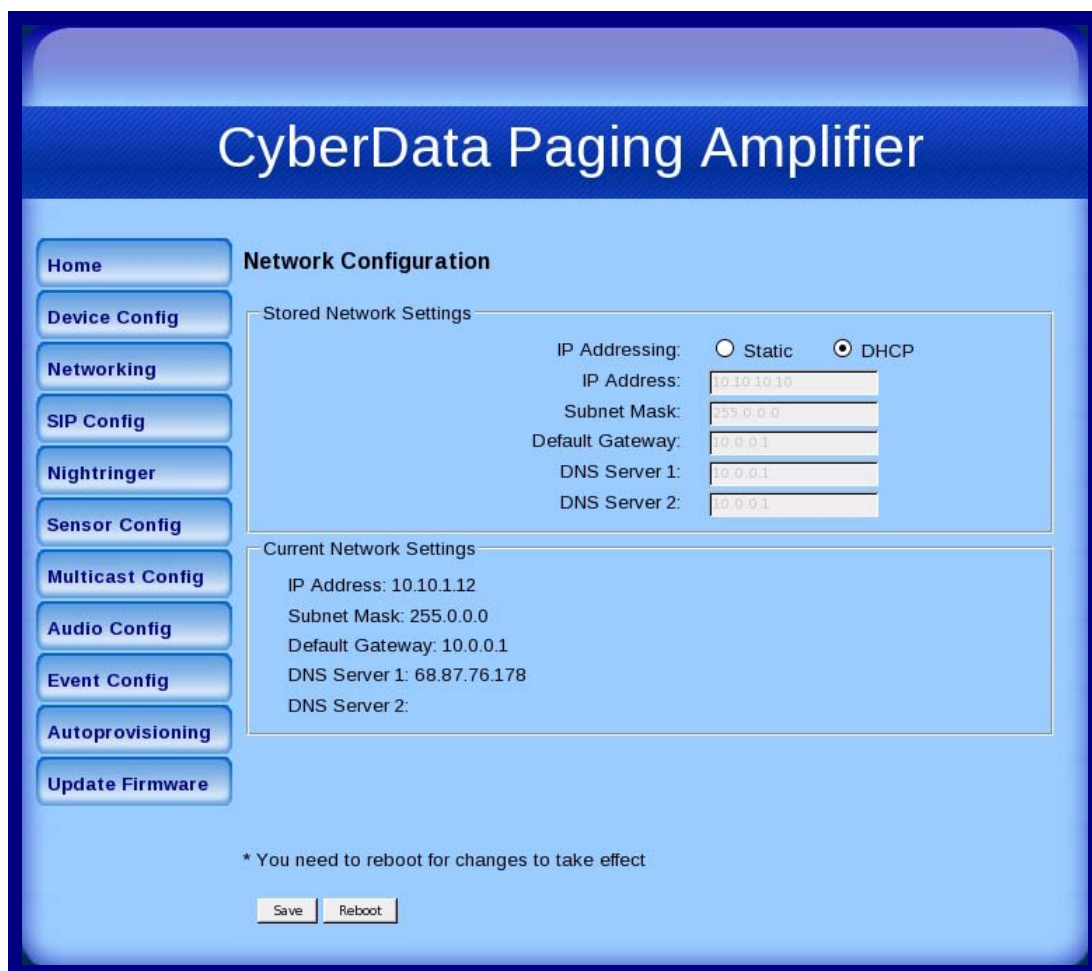 CyberData Paging Amplifier
Home
Device Config
Networking
SIP Config
Nightringer
Sensor Config
Multicast Config
Audio Config
Event Config
Autoprovisioning
Update Firmware
Network Configuration
Stored Network Settings
IP Addressing: Static DHCP
IP Address: 10.10.10.10
Subnet Mask: 255.0.0.0
Default Gateway: 10.0.0.1
DNS Server 1: 10.0.0.1
DNS Server 2: 10.0.0.1
Current Network Settings
IP Address: 10.10.1.12
Subnet Mask: 255.0.0.0
Default Gateway: 10.0.0.1
DNS Server 1: 68.87.76.178
DNS Server 2:
* You need to reboot for changes to take effect
Save Reboot